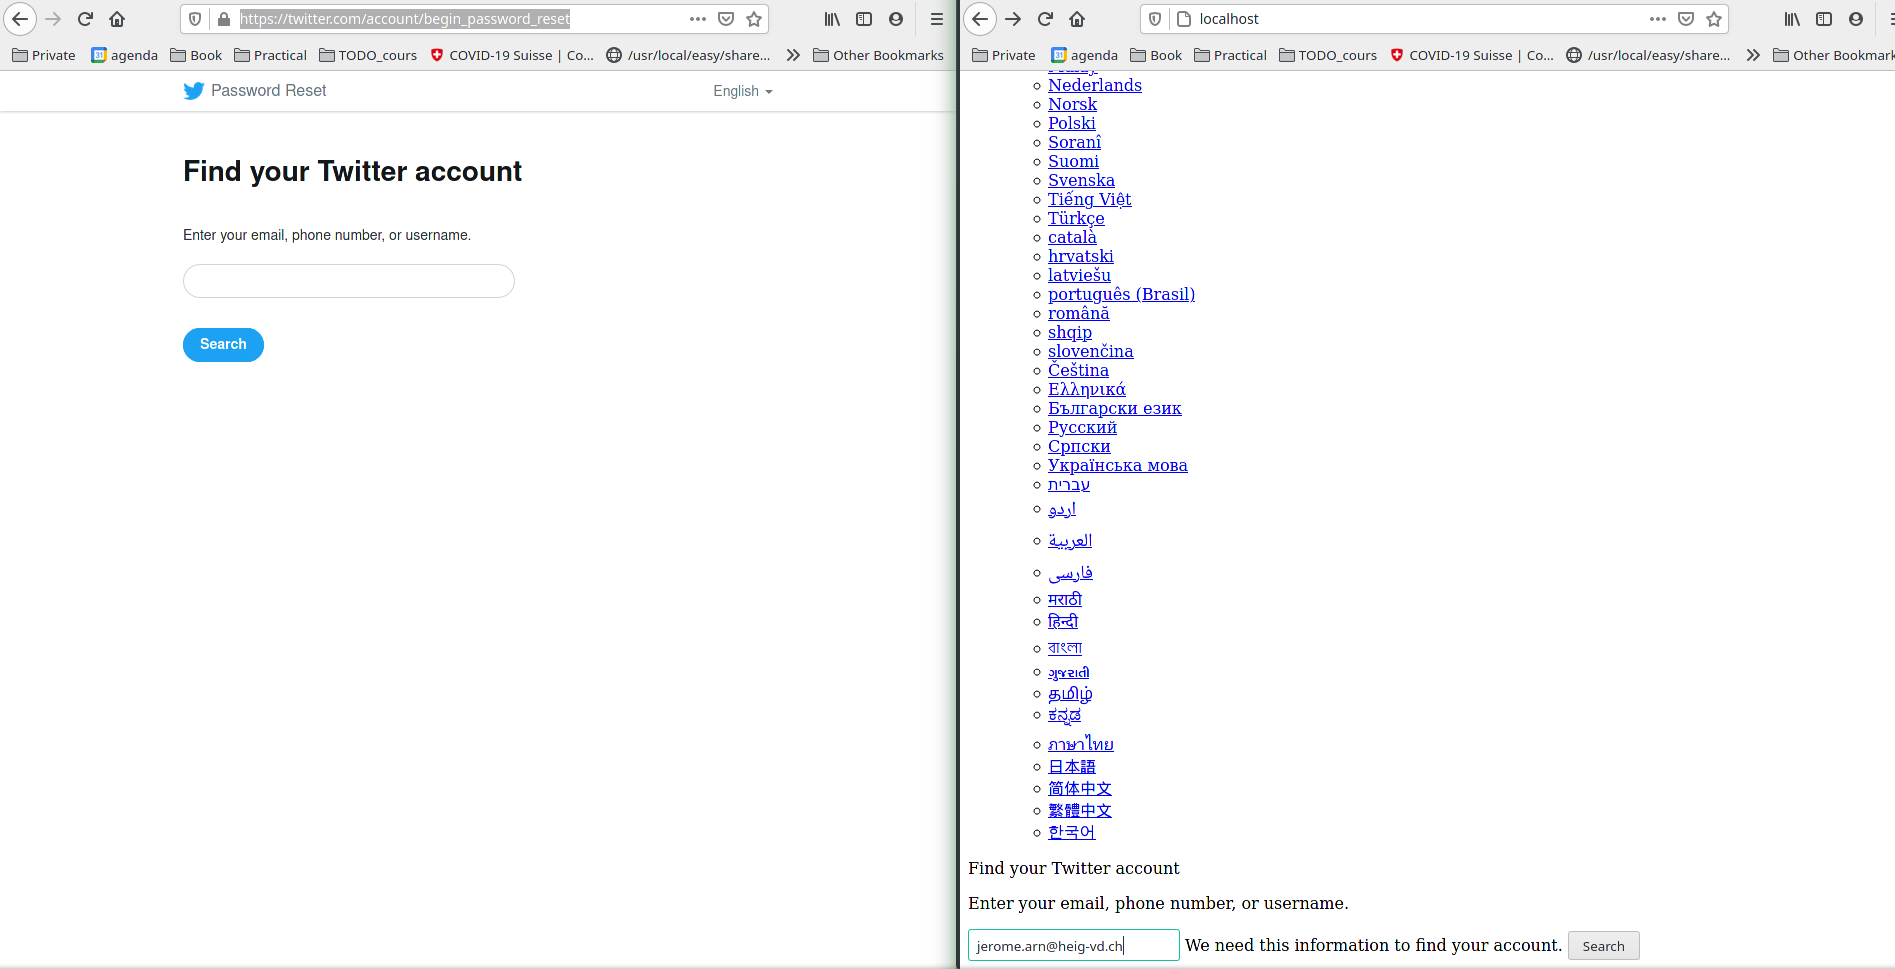 https://twitter.com/account/begin_password_reset
Private agenda Book Practical TODO_cours COVID-19 Suisse | Co... /usr/local/easy/share... Other Bookmarks
Password Reset
English
Find your Twitter account
Enter your email, phone number, or username.
Search
localhost
Private agenda Book Practical TODO_cours COVID-19 Suisse | Co... /usr/local/easy/share... Other Bookmark
Nederlands
Norsk
Polski
Soranî
Suomi
Svenska
Tiếng Việt
Türkçe
català
hrvatski
latviešu
português (Brasil)
română
shqip
slovenčina
Čeština
Ελληνικά
Български език
Русский
Српски
Українська мова
עברית
اردو
العربية
فارسی
मराठी
हिन्दी
বাংলা
ગુજરાતી
தமிழ்
ಕನ್ನಡ
ภาษาไทย
日本語
简体中文
繁體中文
한국어
Find your Twitter account
Enter your email, phone number, or username.
jerome.arn@heig-vd.ch We need this information to find your account. Search